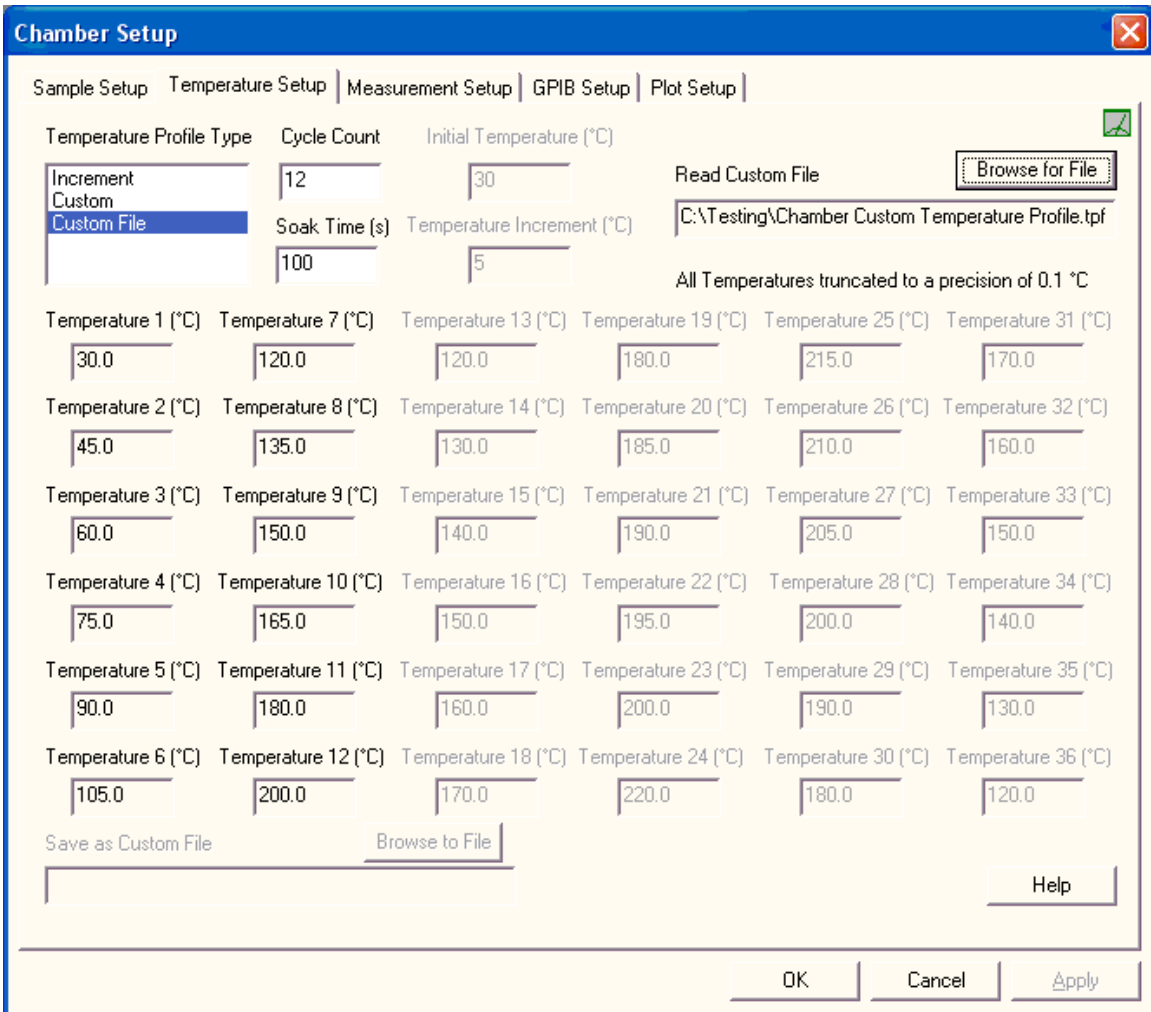 Chamber Setup
Sample Setup Temperature Setup Measurement Setup GPIB Setup Plot Setup
Temperature Profile Type Cycle Count Initial Temperature (°C)
Increment 12 30 Read Custom File Browse for File
Custom
Custom File Soak Time (s) Temperature Increment (°C) C:\Testing\Chamber Custom Temperature Profile.tpf
100 5 All Temperatures truncated to a precision of 0.1 °C
Temperature 1 (°C) Temperature 7 (°C) Temperature 13 (°C) Temperature 19 (°C) Temperature 25 (°C) Temperature 31 (°C)
30.0 120.0 120.0 180.0 215.0 170.0
Temperature 2 (°C) Temperature 8 (°C) Temperature 14 (°C) Temperature 20 (°C) Temperature 26 (°C) Temperature 32 (°C)
45.0 135.0 130.0 185.0 210.0 160.0
Temperature 3 (°C) Temperature 9 (°C) Temperature 15 (°C) Temperature 21 (°C) Temperature 27 (°C) Temperature 33 (°C)
60.0 150.0 140.0 190.0 205.0 150.0
Temperature 4 (°C) Temperature 10 (°C) Temperature 16 (°C) Temperature 22 (°C) Temperature 28 (°C) Temperature 34 (°C)
75.0 165.0 150.0 195.0 200.0 140.0
Temperature 5 (°C) Temperature 11 (°C) Temperature 17 (°C) Temperature 23 (°C) Temperature 29 (°C) Temperature 35 (°C)
90.0 180.0 160.0 200.0 190.0 130.0
Temperature 6 (°C) Temperature 12 (°C) Temperature 18 (°C) Temperature 24 (°C) Temperature 30 (°C) Temperature 36 (°C)
105.0 200.0 170.0 220.0 180.0 120.0
Save as Custom File Browse to File
Help
OK Cancel Apply